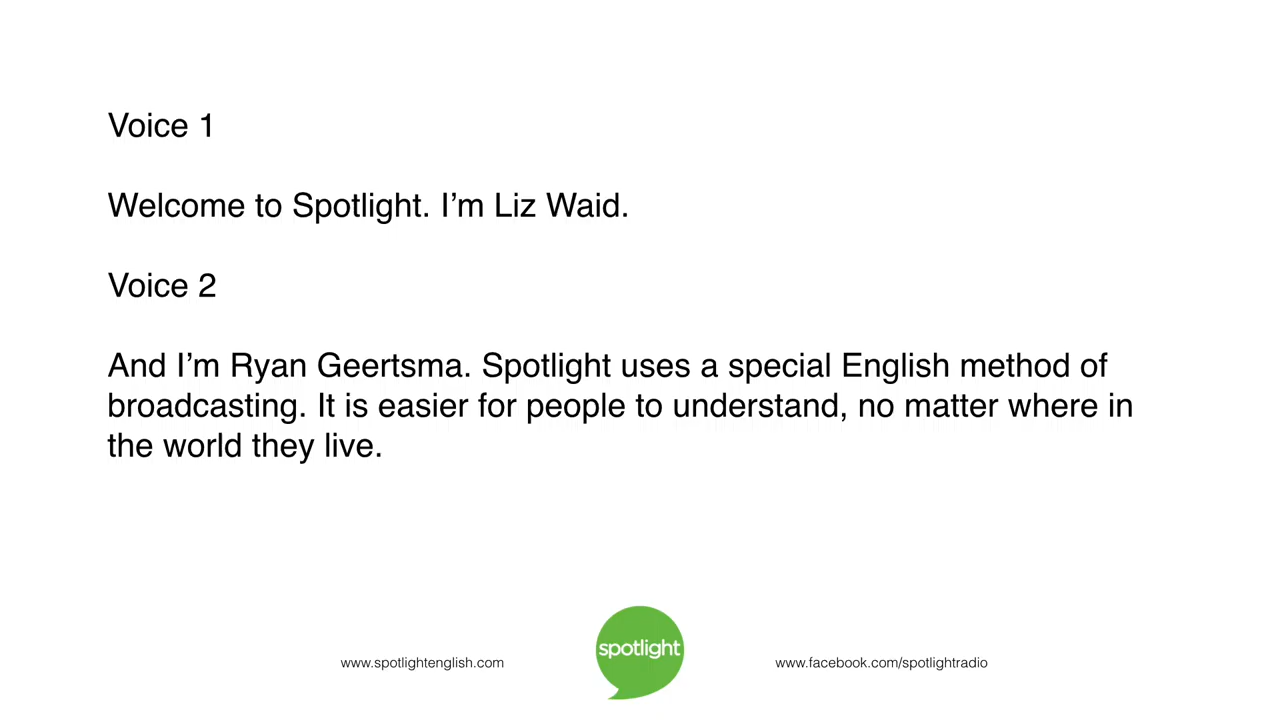 Voice 1
Welcome to Spotlight. I’m Liz Waid.
Voice 2
And I’m Ryan Geertsma. Spotlight uses a special English method of
broadcasting. It is easier for people to understand, no matter where in
the world they live.
www.spotlightenglish.com
spotlight
www.facebook.com/spotlightradio